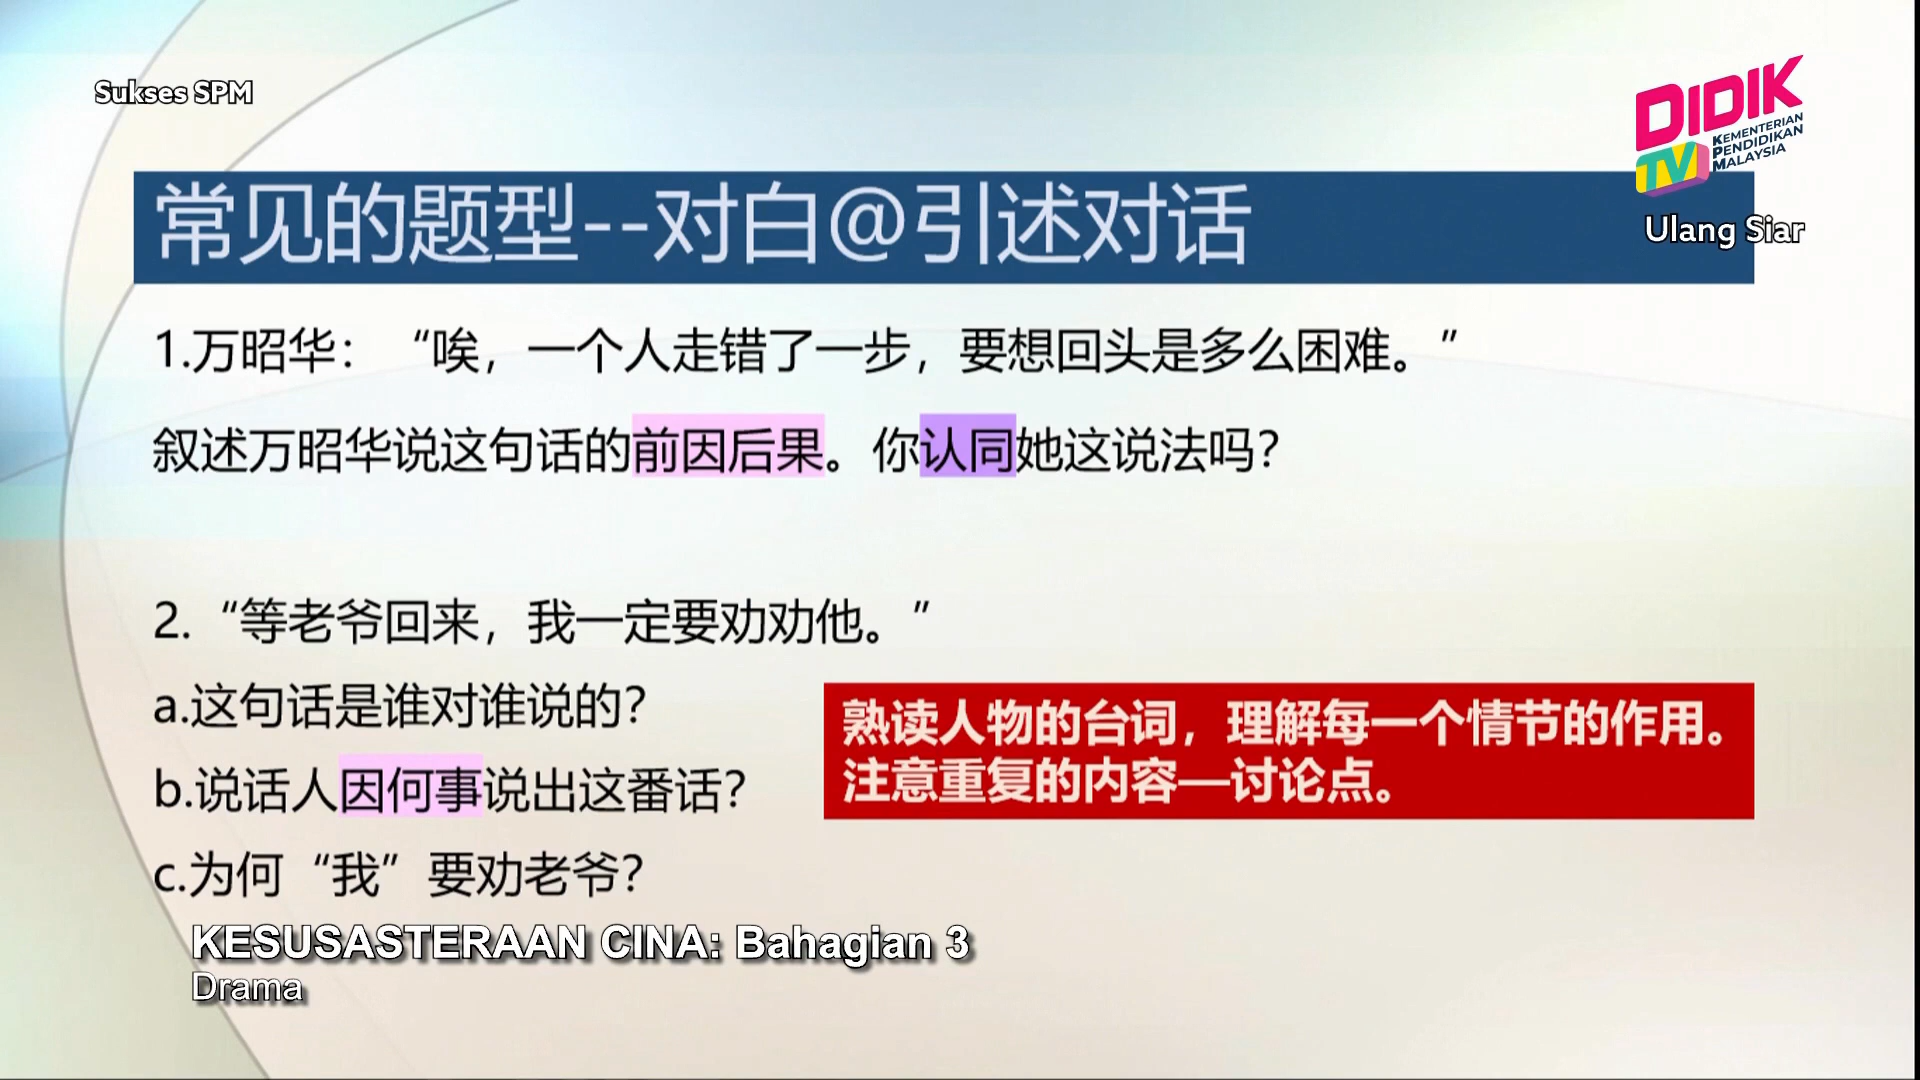 Sukses SPM
DIDIK
TV
KEMENTERIAN
PENDIDIKAN
MALAYSIA
Ulang Siar
常见的题型--对白@引述对话
1.万昭华：“唉，一个人走错了一步，要想回头是多么困难。”
叙述万昭华说这句话的前因后果。你认同她这说法吗？
2.“等老爷回来，我一定要劝劝他。”
a.这句话是谁对谁说的？
b.说话人因何事说出这番话？
c.为何“我”要劝老爷？
熟读人物的台词，理解每一个情节的作用。
注意重复的内容—讨论点。
KESUSASTERAAN CINA: Bahagian 3
Drama